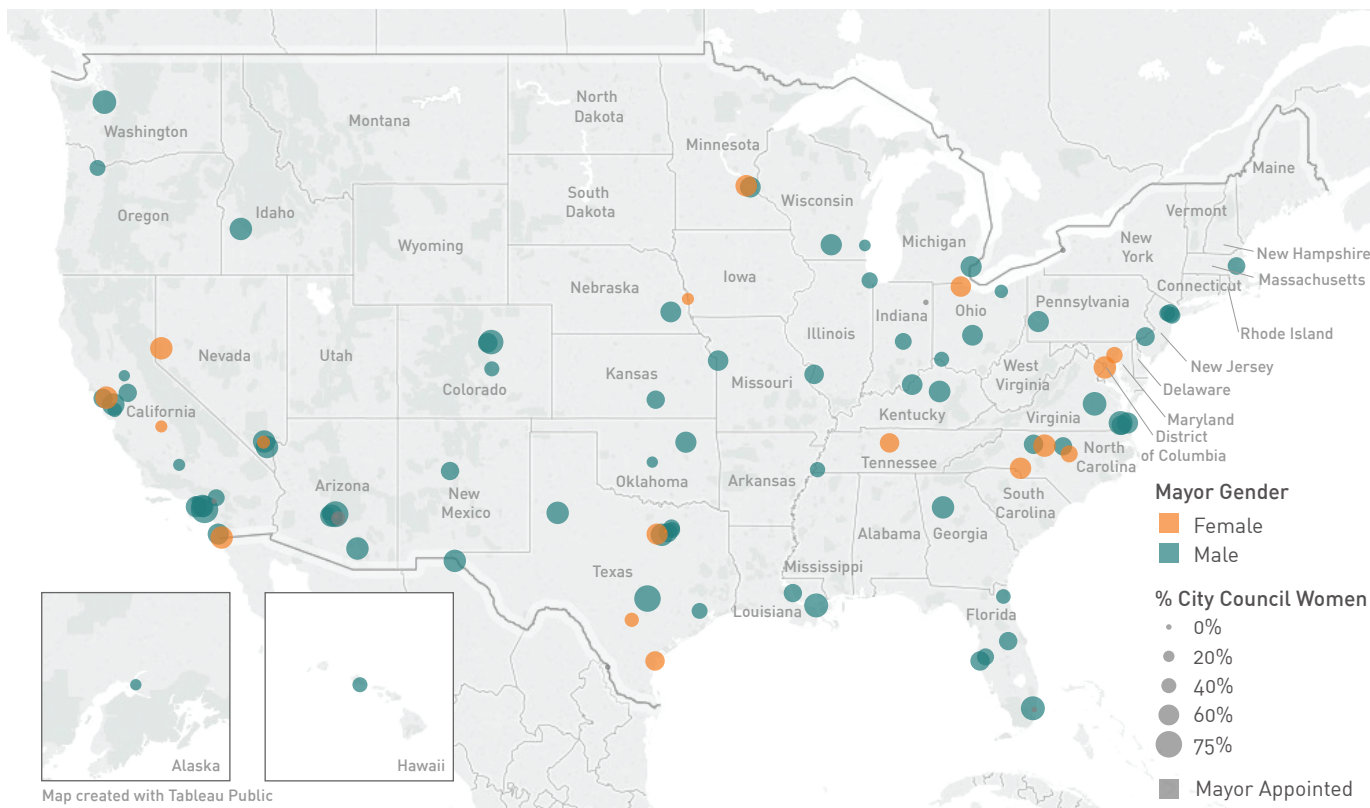 Washington
Montana
North
Dakota
Minnesota
Maine
Oregon
Idaho
South
Dakota
Wisconsin
Vermont
Wyoming
Michigan
New
York
New Hampshire
Massachusetts
Iowa
Nebraska
Pennsylvania
Connecticut
Rhode Island
Nevada
Utah
Colorado
Illinois
Indiana
Ohio
New Jersey
Kansas
Missouri
West
Virginia
Delaware
California
Kentucky
Virginia
Maryland
District
of Columbia
Arizona
New
Mexico
Oklahoma
Arkansas
Tennessee
North
Carolina
South
Carolina
Alabama
Georgia
Texas
Mississippi
Louisiana
Florida
Mayor Gender
Female
Male
% City Council Women
0%
20%
40%
60%
75%
Mayor Appointed
Alaska
Hawaii
Map created with Tableau Public